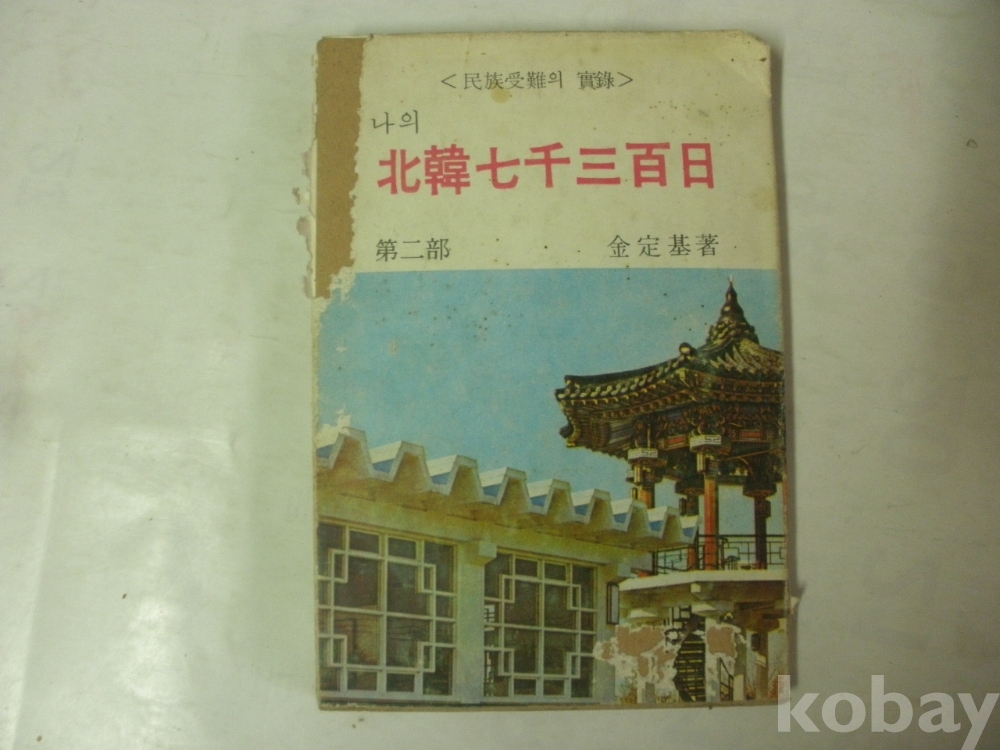 <民族受難의 實錄>
나의
北韓七千三百日
第二部 金定基著
kobay